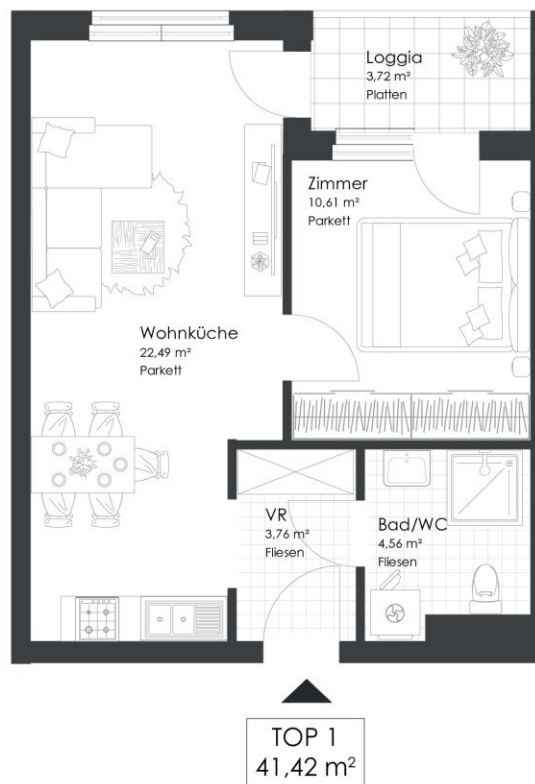 Loggia
3,72 m²
Platten
Zimmer
10,61 m²
Parkett
Wohnküche
22,49 m²
Parkett
VR
3,76 m²
Fliesen
Bad/WC
4,56 m²
Fliesen
TOP 1
41,42 m²